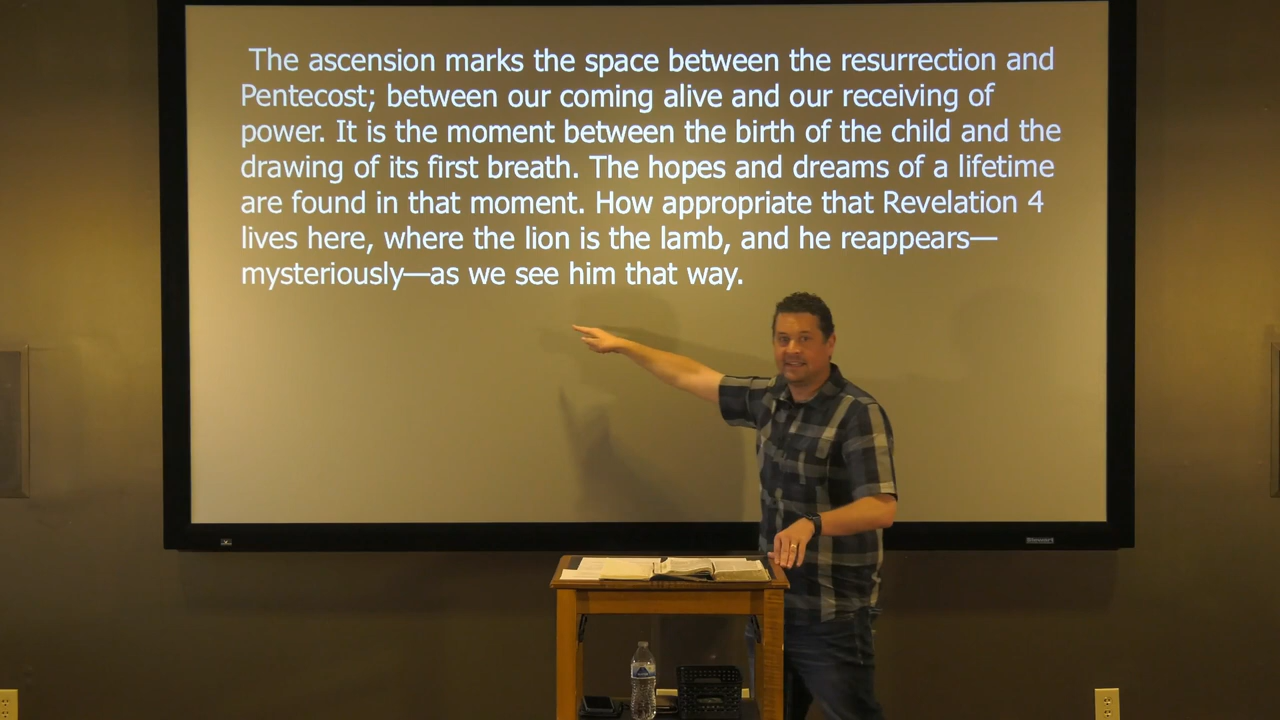 The ascension marks the space between the resurrection and
Pentecost; between our coming alive and our receiving of
power. It is the moment between the birth of the child and the
drawing of its first breath. The hopes and dreams of a lifetime
are found in that moment. How appropriate that Revelation 4
lives here, where the lion is the lamb, and he reappears—
mysteriously—as we see him that way.
Stewart